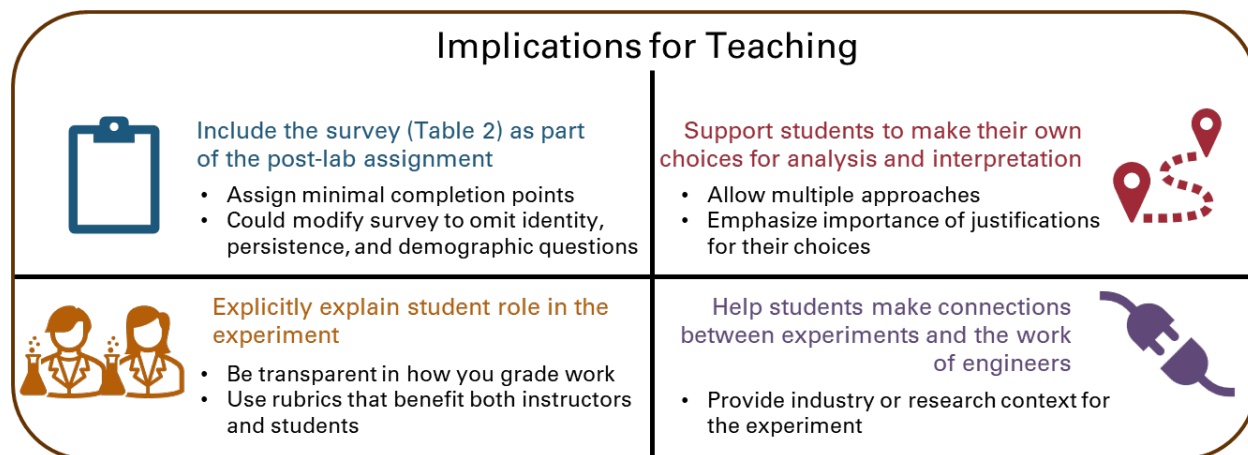 Implications for Teaching
Include the survey (Table 2) as part
of the post-lab assignment
• Assign minimal completion points
• Could modify survey to omit identity,
persistence, and demographic questions
Support students to make their own
choices for analysis and interpretation
• Allow multiple approaches
• Emphasize importance of justifications
for their choices
Explicitly explain student role in the
experiment
• Be transparent in how you grade work
• Use rubrics that benefit both instructors
and students
Help students make connections
between experiments and the work
of engineers
• Provide industry or research context for
the experiment